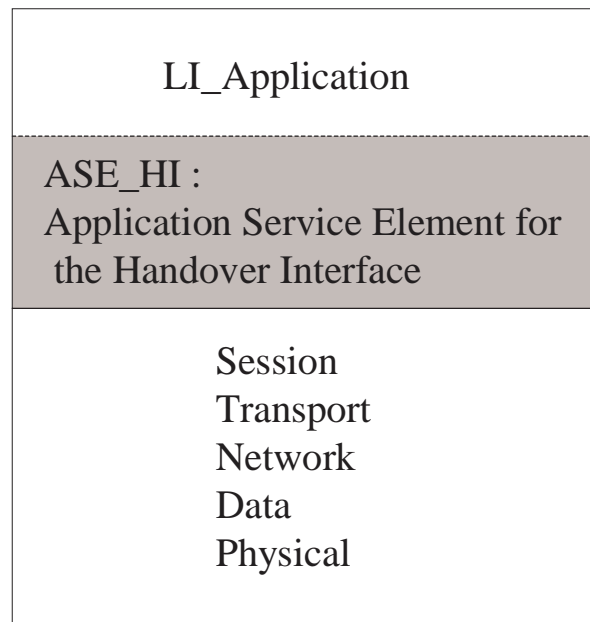 LI_Application
ASE_HI :
Application Service Element for
the Handover Interface
Session
Transport
Network
Data
Physical